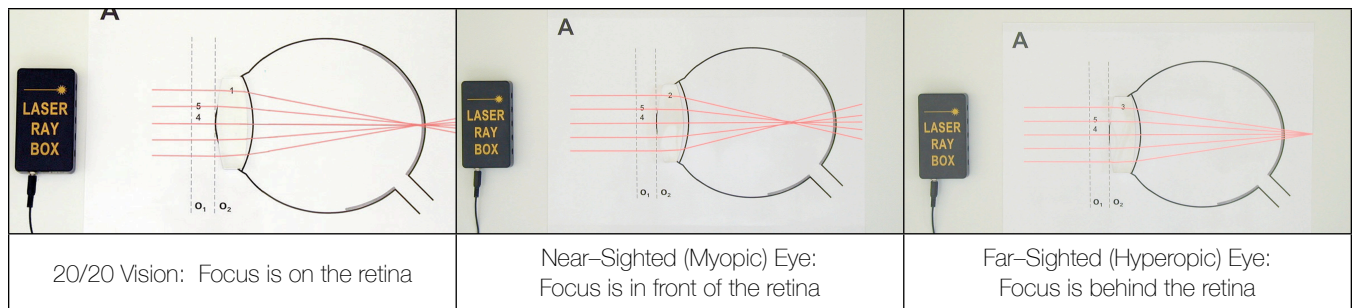 A
LASER
RAY
BOX
1
5
4
O₁ O₂
20/20 Vision: Focus is on the retina
A
LASER
RAY
BOX
2
5
4
O₁ O₂
Near–Sighted (Myopic) Eye:
Focus is in front of the retina
A
LASER
RAY
BOX
3
5
4
O₁ O₂
Far–Sighted (Hyperopic) Eye:
Focus is behind the retina